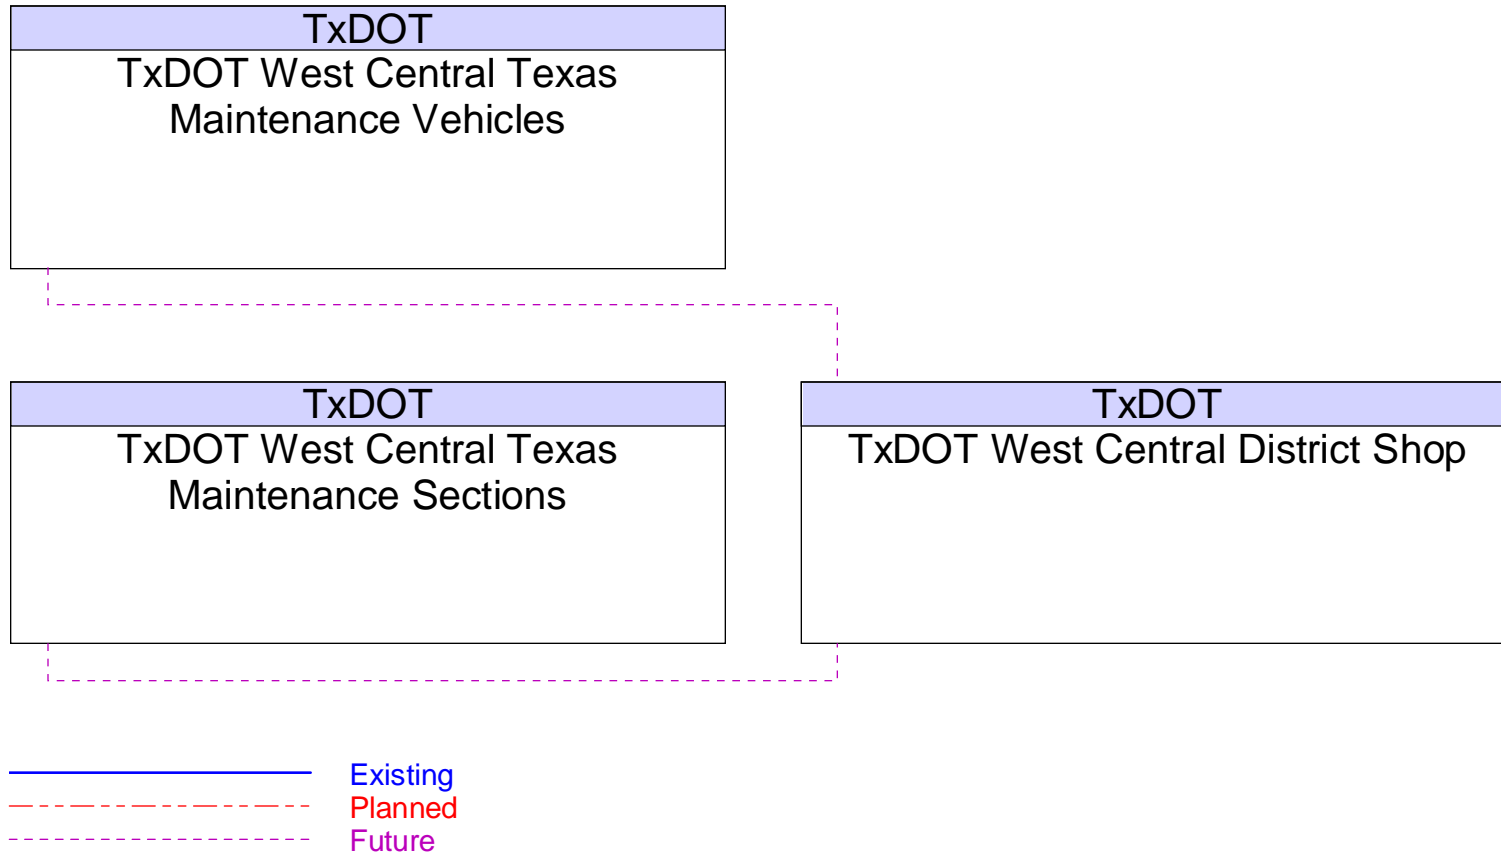 TxDOT
TxDOT West Central Texas
Maintenance Vehicles
TxDOT
TxDOT West Central Texas
Maintenance Sections
TxDOT
TxDOT West Central District Shop
Existing
Planned
Future